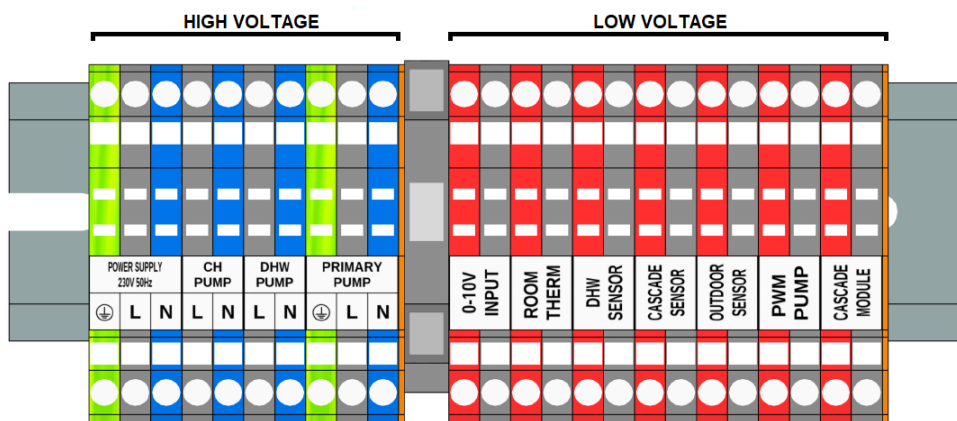 HIGH VOLTAGE
LOW VOLTAGE
POWER SUPPLY
230V 50Hz
CH
PUMP
DHW
PUMP
PRIMARY
PUMP
L
N
L
N
L
N
L
N
0-10V
INPUT
ROOM
THERM
DHW
SENSOR
CASCADE
SENSOR
OUTDOOR
SENSOR
PWM
PUMP
CASCADE
MODULE